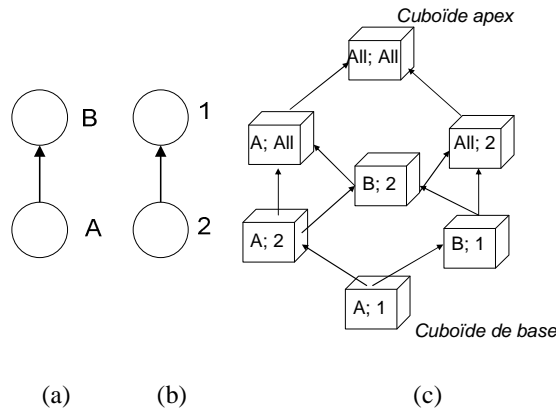 Cuboïde apex
All; All
B
1
A; All
All; 2
B; 2
A
2
A; 2
B; 1
A; 1
Cuboïde de base
(a)
(b)
(c)